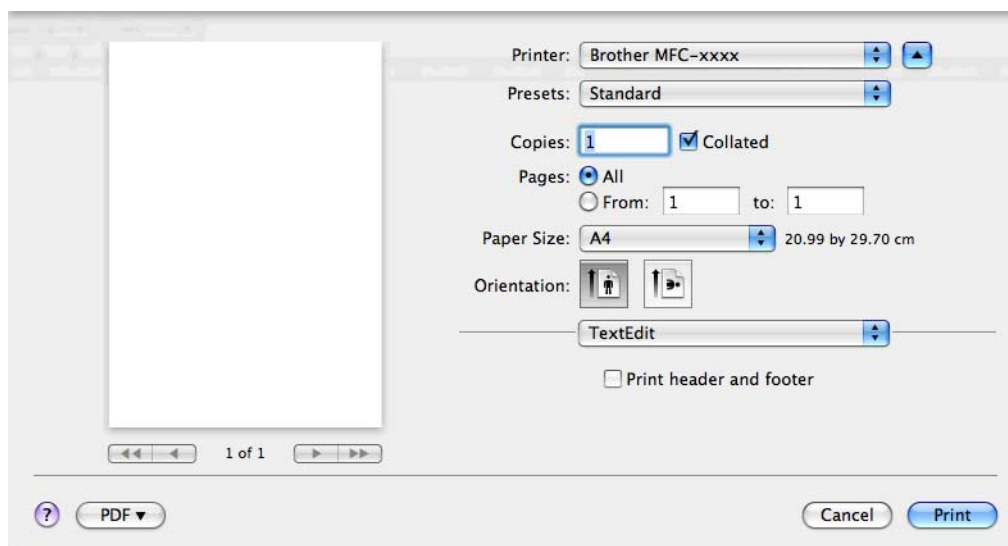 Printer: Brother MFC-xxxx
Presets: Standard
Copies: 1 Collated
Pages: All
From: 1 to: 1
Paper Size: A4 20.99 by 29.70 cm
Orientation:
TextEdit
Print header and footer
1 of 1
? PDF Cancel Print